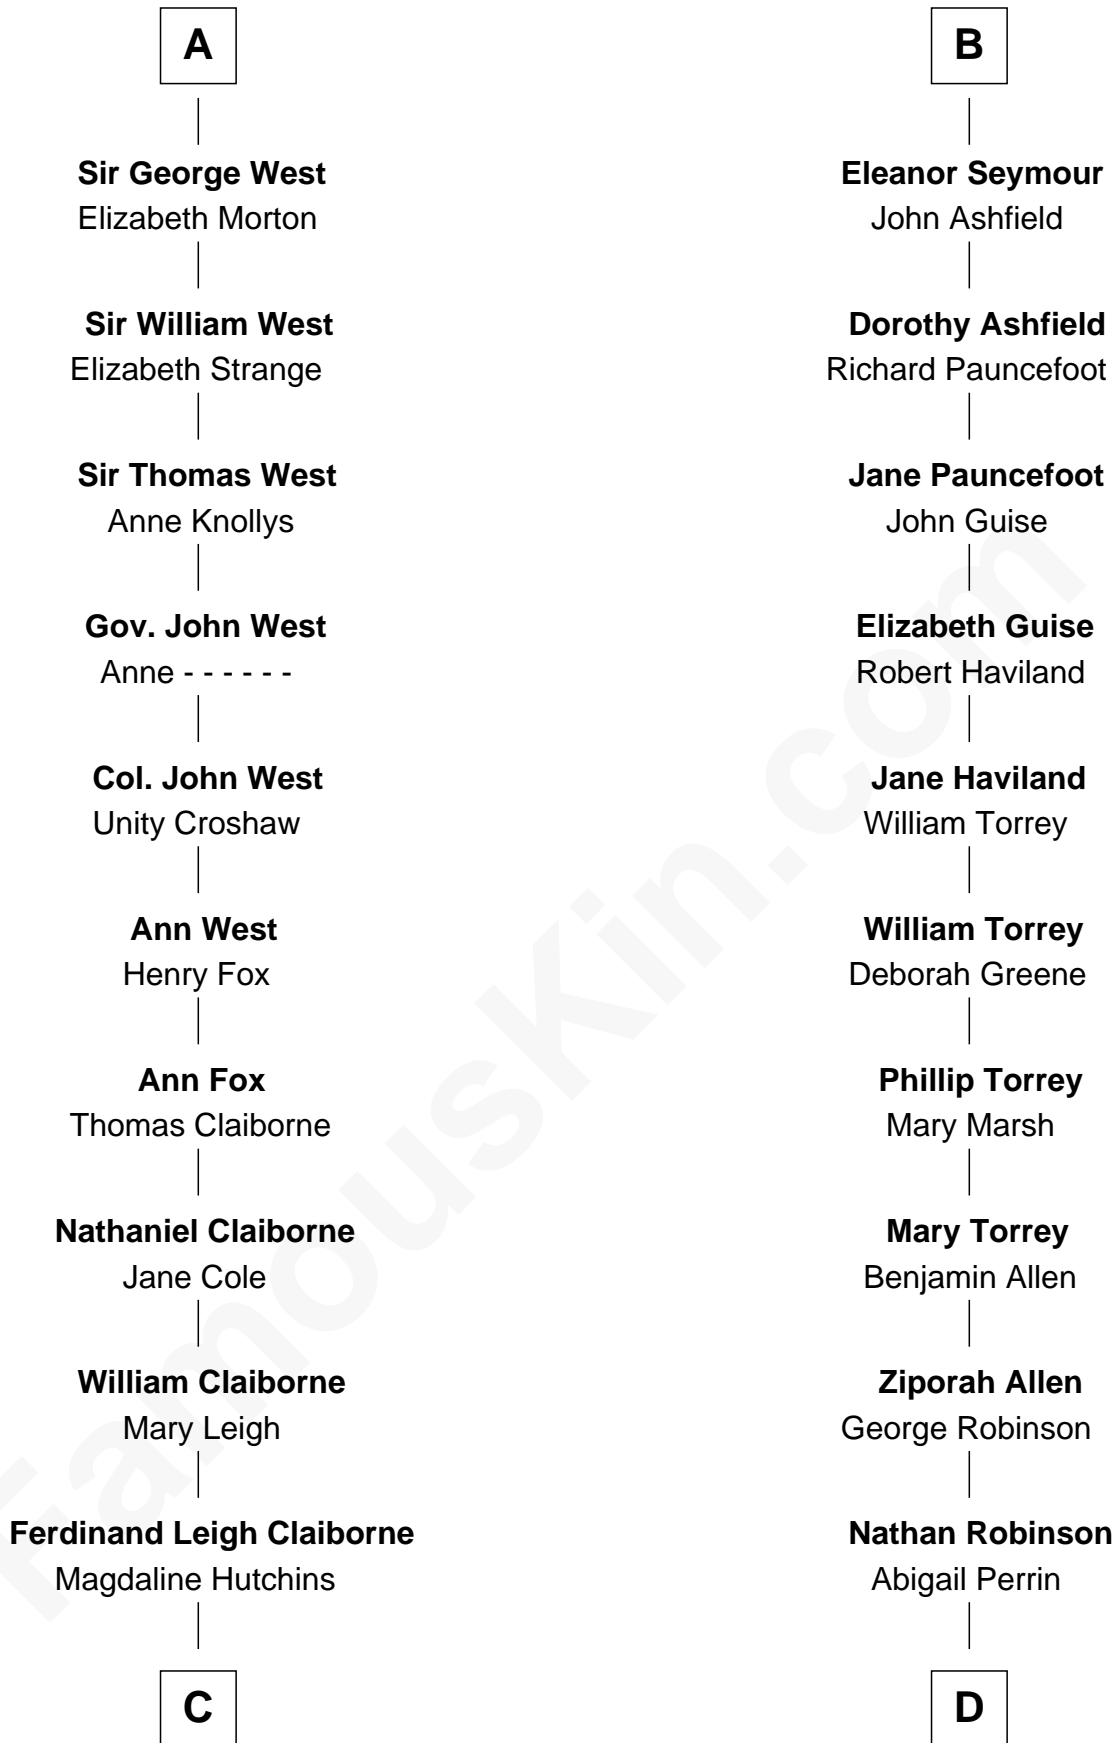 A
Sir George West
Elizabeth Morton
Sir William West
Elizabeth Strange
Sir Thomas West
Anne Knollys
Gov. John West
Anne - - - - - -
Col. John West
Unity Croshaw
Ann West
Henry Fox
Ann Fox
Thomas Claiborne
Nathaniel Claiborne
Jane Cole
William Claiborne
Mary Leigh
Ferdinand Leigh Claiborne
Magdaline Hutchins
C
B
Eleanor Seymour
John Ashfield
Dorothy Ashfield
Richard Pauncefoot
Jane Pauncefoot
John Guise
Elizabeth Guise
Robert Haviland
Jane Haviland
William Torrey
William Torrey
Deborah Greene
Phillip Torrey
Mary Marsh
Mary Torrey
Benjamin Allen
Ziporah Allen
George Robinson
Nathan Robinson
Abigail Perrin
D
FamousKin.com